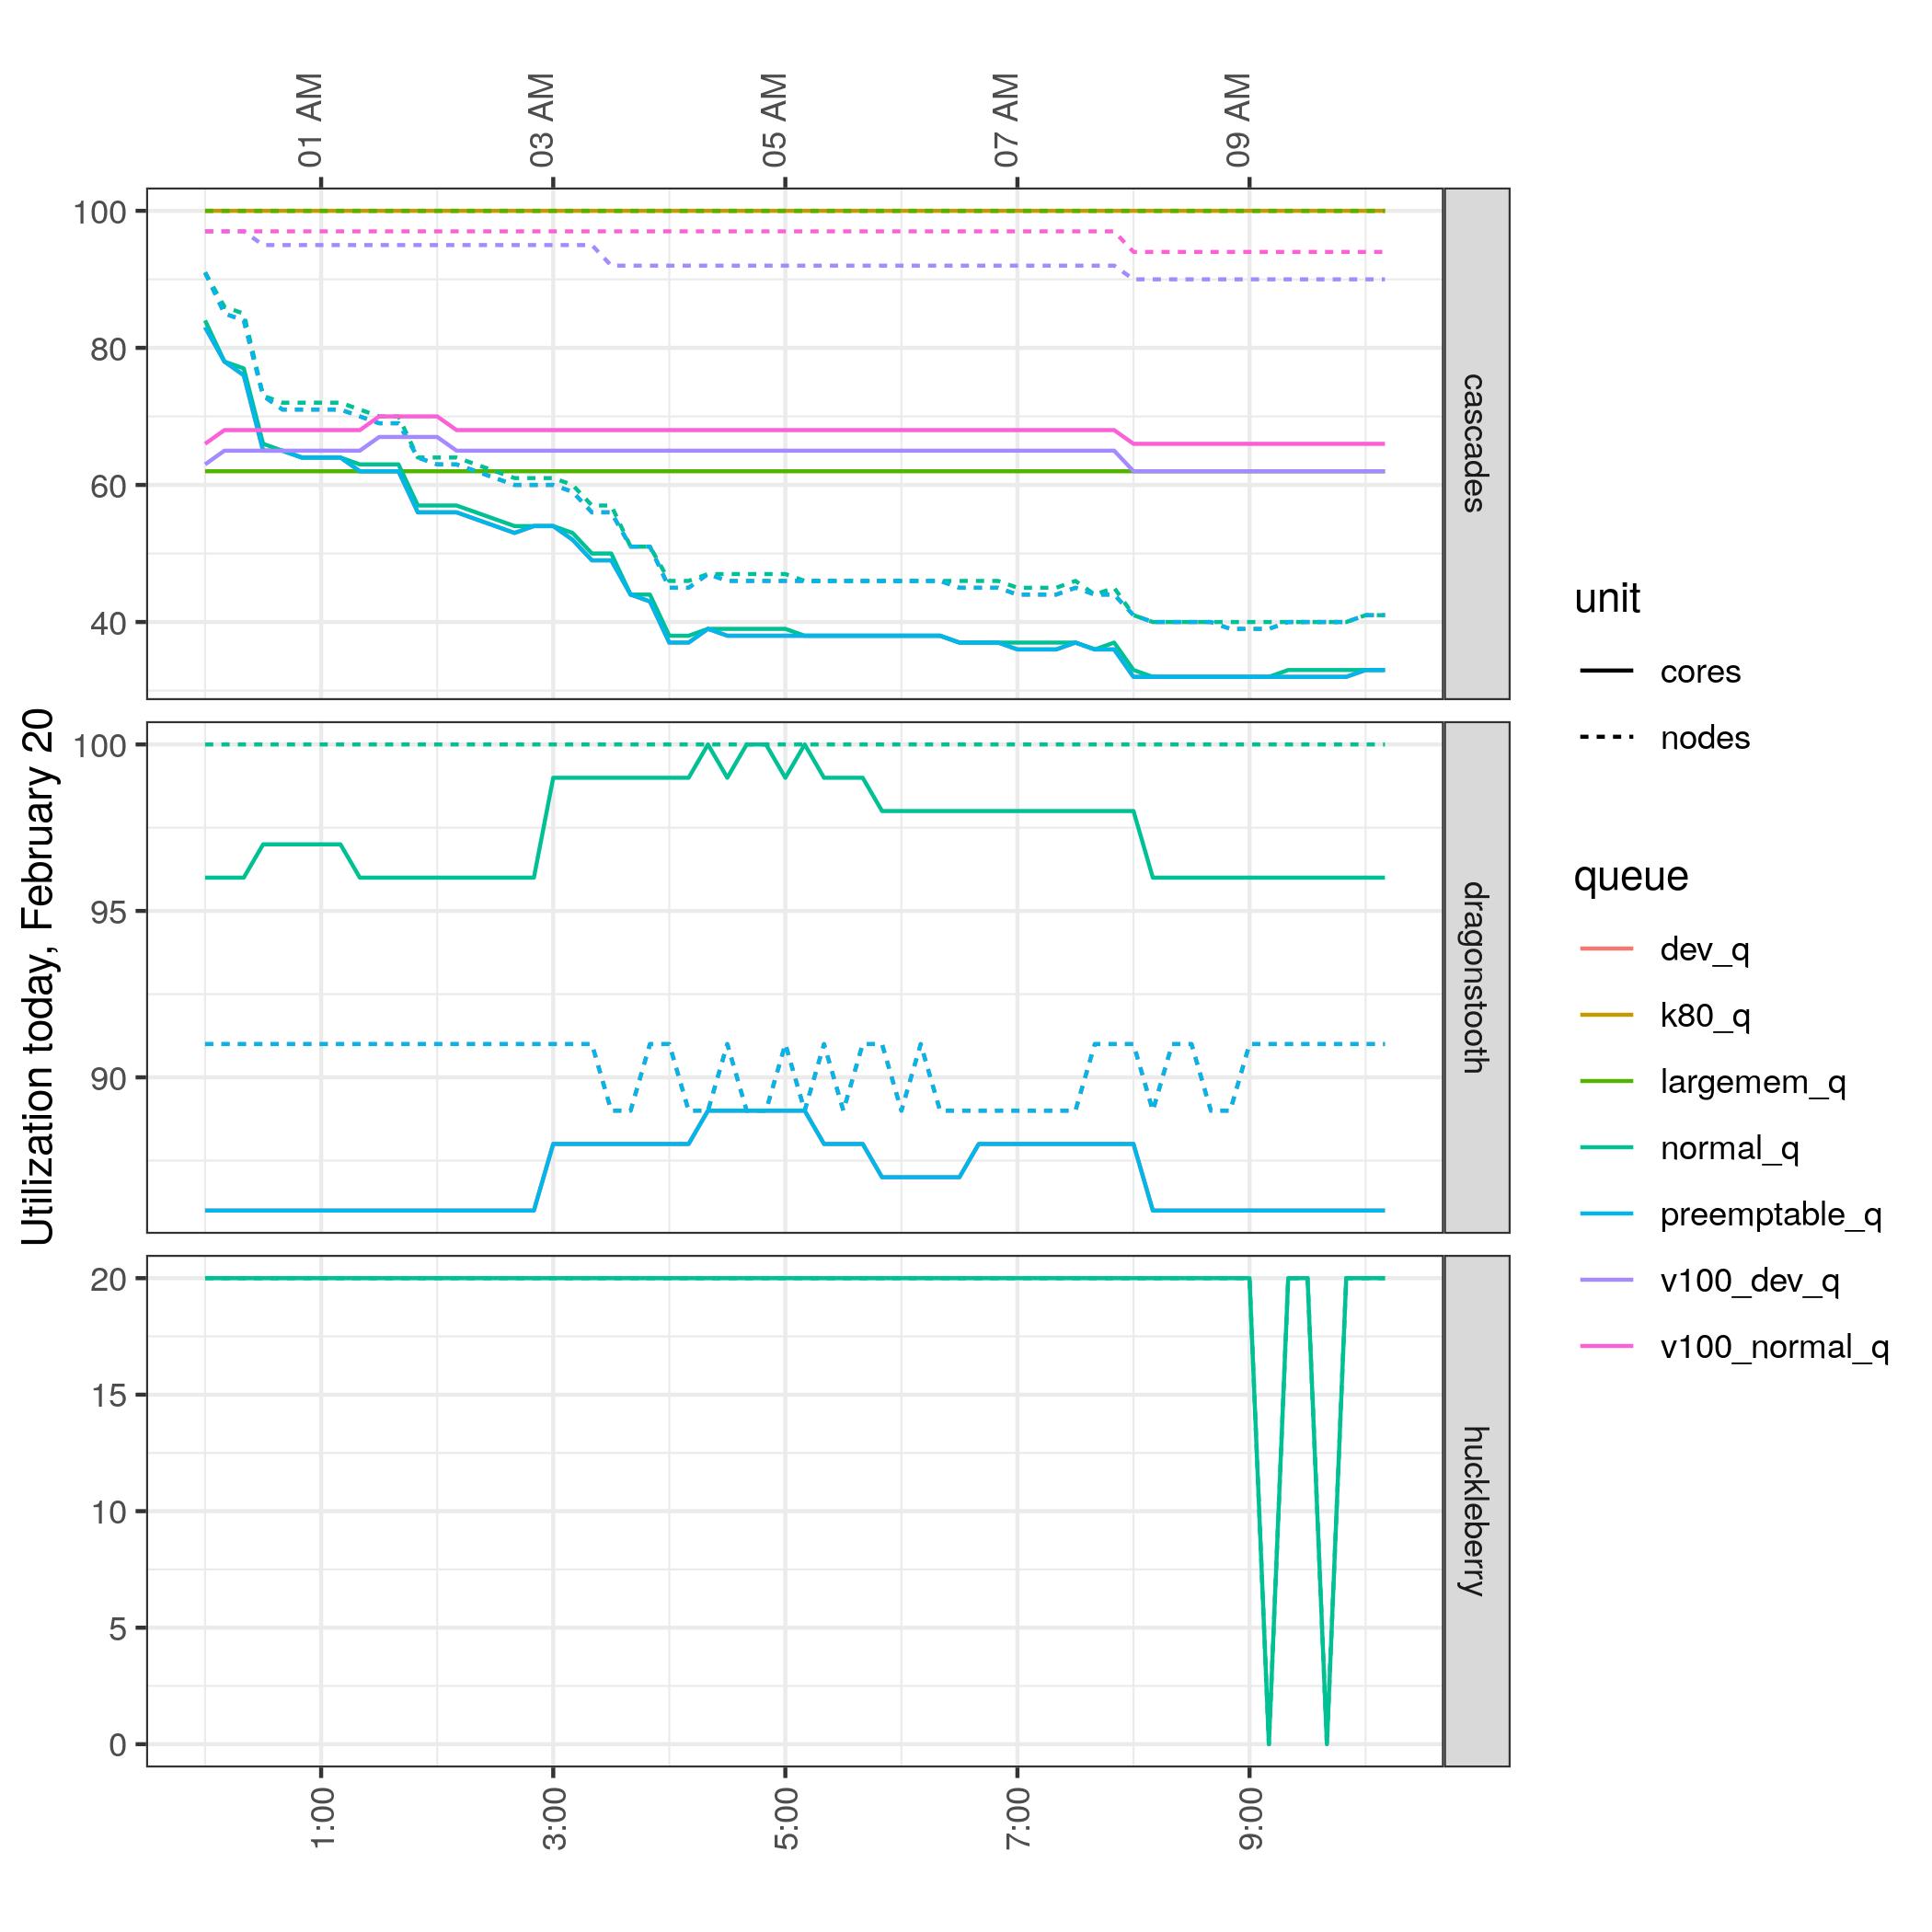 01 AM
03 AM
05 AM
07 AM
09 AM
Utilization today, February 20
100
80
60
40
cascades
100
95
90
dragonstooth
20
15
10
5
0
huckleberry
1:00
3:00
5:00
7:00
9:00
unit
cores
nodes
queue
dev_q
k80_q
largemem_q
normal_q
preemptable_q
v100_dev_q
v100_normal_q